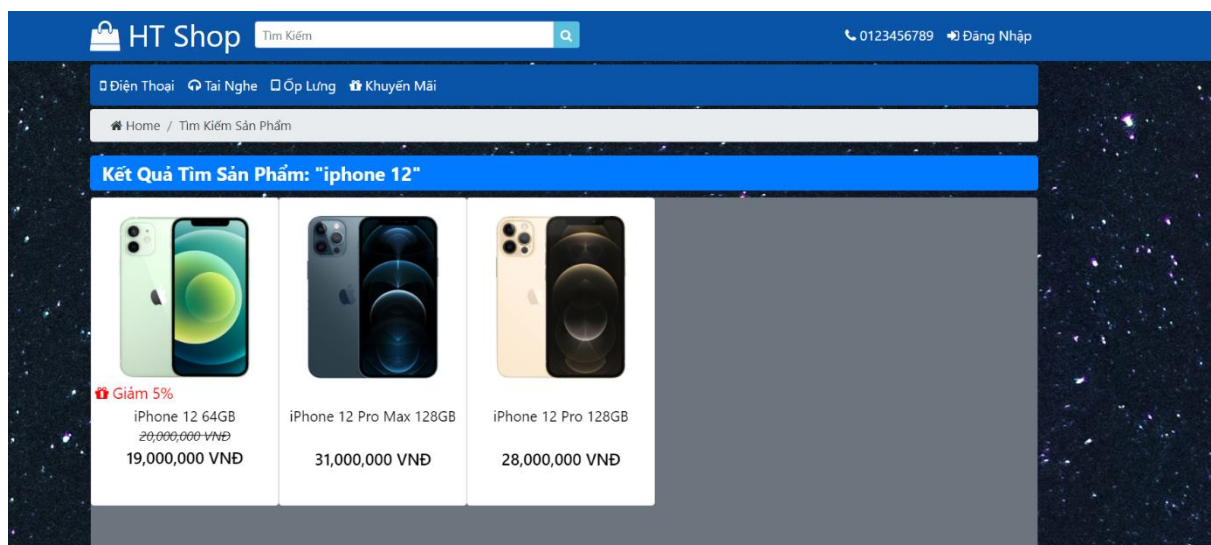 HT Shop Tìm Kiếm 0123456789 Đăng Nhập
Điện Thoại Tai Nghe Ốp Lưng Khuyến Mãi
Home / Tìm Kiếm Sản Phẩm
Kết Quả Tìm Sản Phẩm: "iphone 12"
Giảm 5%
iPhone 12 64GB
20,000,000 VNĐ
19,000,000 VNĐ
iPhone 12 Pro Max 128GB
31,000,000 VNĐ
iPhone 12 Pro 128GB
28,000,000 VNĐ